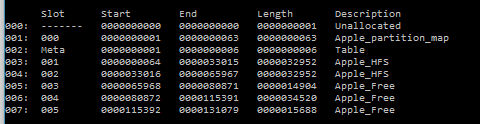 Slot Start End Length Description
000: ------- 0000000000 0000000000 0000000001 Unallocated
001: 000 0000000001 0000000063 0000000063 Apple_partition_map
002: Meta 0000000001 0000000006 0000000006 Table
003: 001 0000000064 0000033015 0000032952 Apple_HFS
004: 002 0000033016 0000065967 0000032952 Apple_HFS
005: 003 0000065968 0000080871 0000014904 Apple_Free
006: 004 0000080872 0000115391 0000034520 Apple_Free
007: 005 0000115392 0000131079 0000015688 Apple_Free